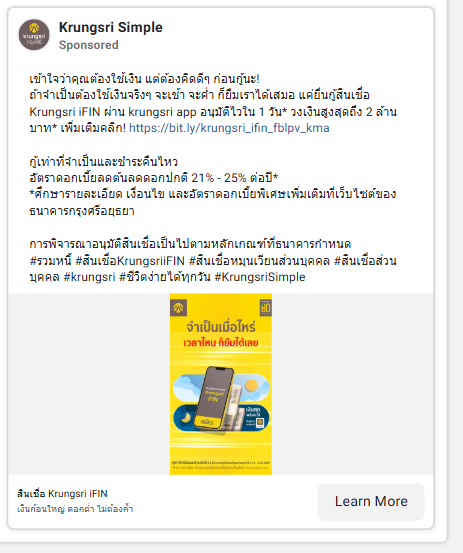 Krungsri Simple
Sponsored
krungsri
กรุงศรี
เข้าใจว่าคุณต้องใช้เงิน แต่ต้องคิดดีๆ ก่อนกู้นะ!
ถ้าจำเป็นต้องใช้เงินจริงๆ จะเช้า จะค่ำ ก็ยืมเราได้เสมอ แค่ยื่นกู้สินเชื่อ
Krungsri iFIN ผ่าน krungsri app อนุมัติไวใน 1 วัน* วงเงินสูงสุดถึง 2 ล้าน
บาท* เพิ่มเติมคลิก! https://bit.ly/krungsri_ifin_fblpv_kma
กู้เท่าที่จำเป็นและชำระคืนไหว
อัตราดอกเบี้ยลดต้นลดดอกปกติ 21% - 25% ต่อปี*
*ศึกษารายละเอียด เงื่อนไข และอัตราดอกเบี้ยพิเศษเพิ่มเติมที่เว็บไซต์ของ
ธนาคารกรุงศรีอยุธยา
การพิจารณาอนุมัติสินเชื่อเป็นไปตามหลักเกณฑ์ที่ธนาคารกำหนด
#รวมหนี้ #สินเชื่อKrungsriiFIN #สินเชื่อหมุนเวียนส่วนบุคคล #สินเชื่อส่วน
บุคคล #krungsri #ชีวิตง่ายได้ทุกวัน #KrungsriSimple
จำเป็นเมื่อไหร่
เวลาไหน ก็ยืมได้เลย
Krungsri
iFIN
สมัคร
สินเชื่อ Krungsri iFIN
เงินก้อนใหญ่ ดอกต่ำ ไม่ต้องค้ำ
Learn More